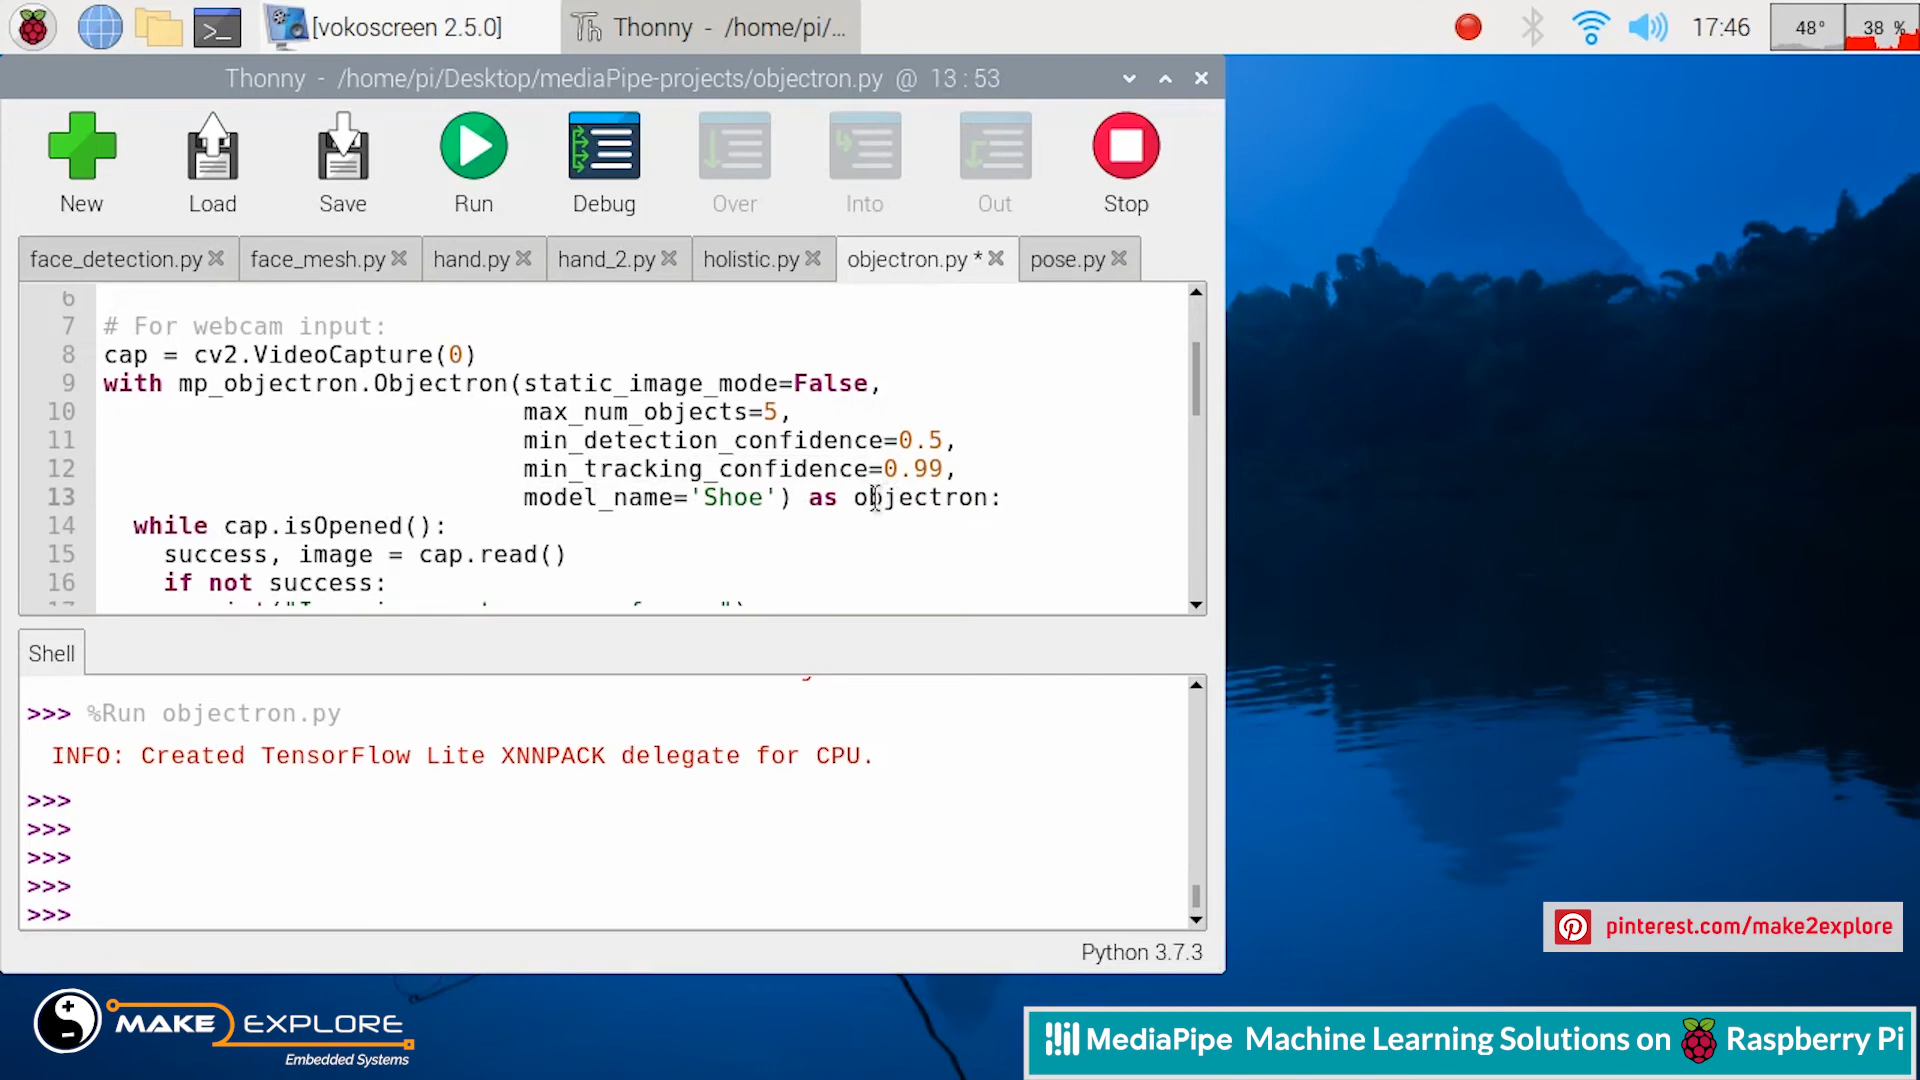 [vokoscreen 2.5.0]
Thonny - /home/pi/...
17:46
48°
38 %
Thonny - /home/pi/Desktop/mediaPipe-projects/objectron.py @ 13 : 53
New
Load
Save
Run
Debug
Over
Into
Out
Stop
face_detection.py
face_mesh.py
hand.py
hand_2.py
holistic.py
objectron.py *
pose.py
6
7 # For webcam input:
8 cap = cv2.VideoCapture(0)
9 with mp_objectron.Objectron(static_image_mode=False,
10 max_num_objects=5,
11 min_detection_confidence=0.5,
12 min_tracking_confidence=0.99,
13 model_name='Shoe') as objectron:
14 while cap.isOpened():
15 success, image = cap.read()
16 if not success:
Shell
>>> %Run objectron.py
INFO: Created TensorFlow Lite XNNPACK delegate for CPU.
>>>
>>>
>>>
>>>
>>>
Python 3.7.3
pinterest.com/make2explore
MAKE EXPLORE
Embedded Systems
MediaPipe Machine Learning Solutions on Raspberry Pi